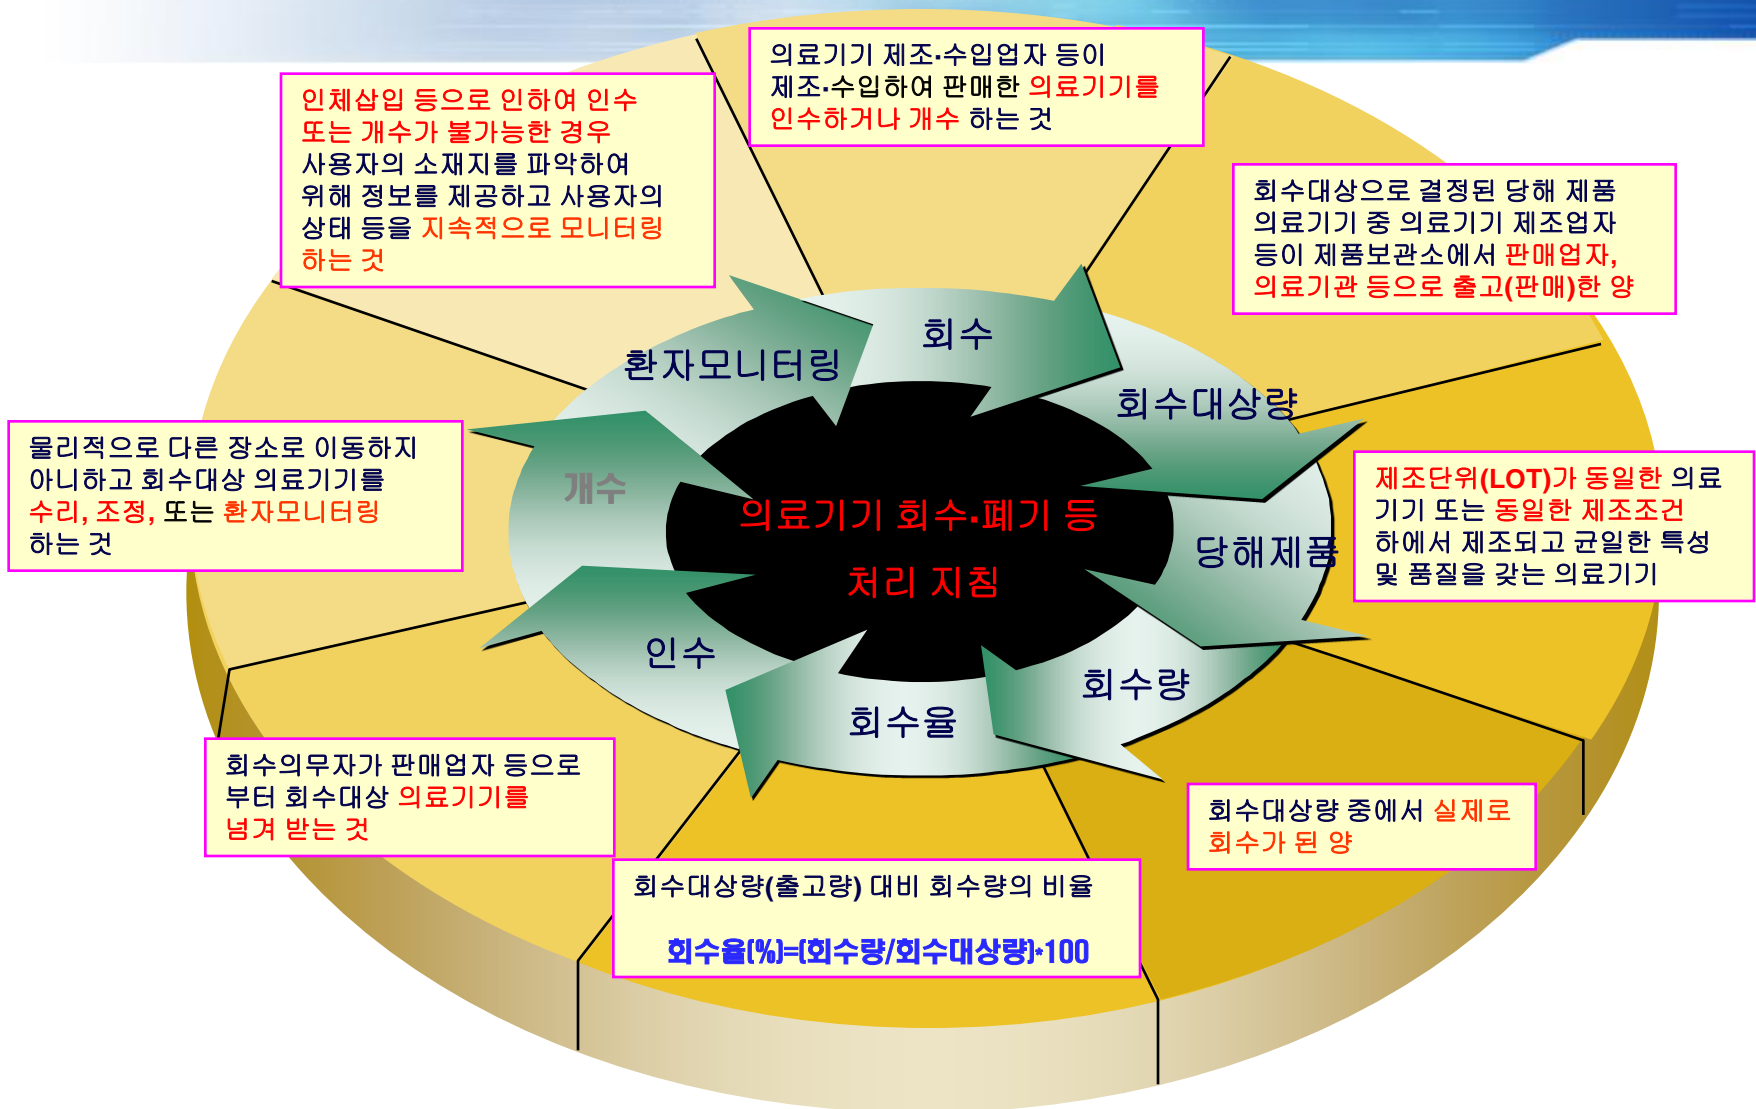 의료기기 제조·수입업자 등이
제조·수입하여 판매한 의료기기를
인수하거나 개수 하는 것
인체삽입 등으로 인하여 인수
또는 개수가 불가능한 경우
사용자의 소재지를 파악하여
위해 정보를 제공하고 사용자의
상태 등을 지속적으로 모니터링
하는 것
회수대상으로 결정된 당해 제품
의료기기 중 의료기기 제조업자
등이 제품보관소에서 판매업자,
의료기관 등으로 출고(판매)한 양
회수
환자모니터링
회수대상량
물리적으로 다른 장소로 이동하지
아니하고 회수대상 의료기기를
수리, 조정, 또는 환자모니터링
하는 것
개수
의료기기 회수·폐기 등
처리 지침
당해제품
제조단위(LOT)가 동일한 의료
기기 또는 동일한 제조조건
하에서 제조되고 균일한 특성
및 품질을 갖는 의료기기
인수
회수율
회수량
회수의무자가 판매업자 등으로
부터 회수대상 의료기기를
넘겨 받는 것
회수대상량 중에서 실제로
회수가 된 양
회수대상량(출고량) 대비 회수량의 비율
회수율(%)=(회수량/회수대상량)*100